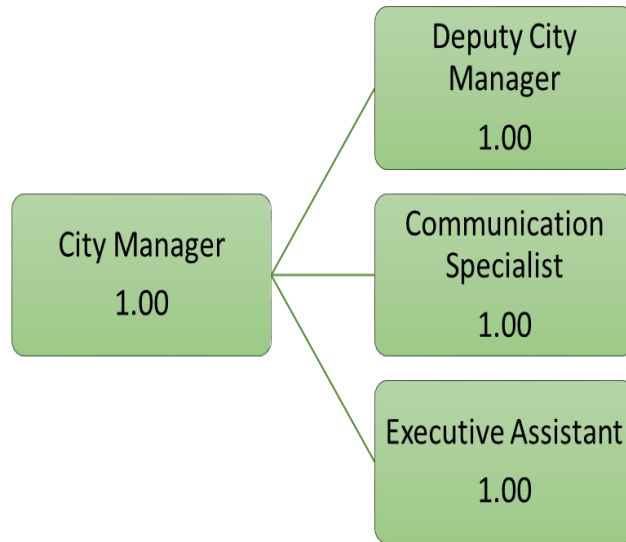 City Manager
1.00
Deputy City
Manager
1.00
Communication
Specialist
1.00
Executive Assistant
1.00